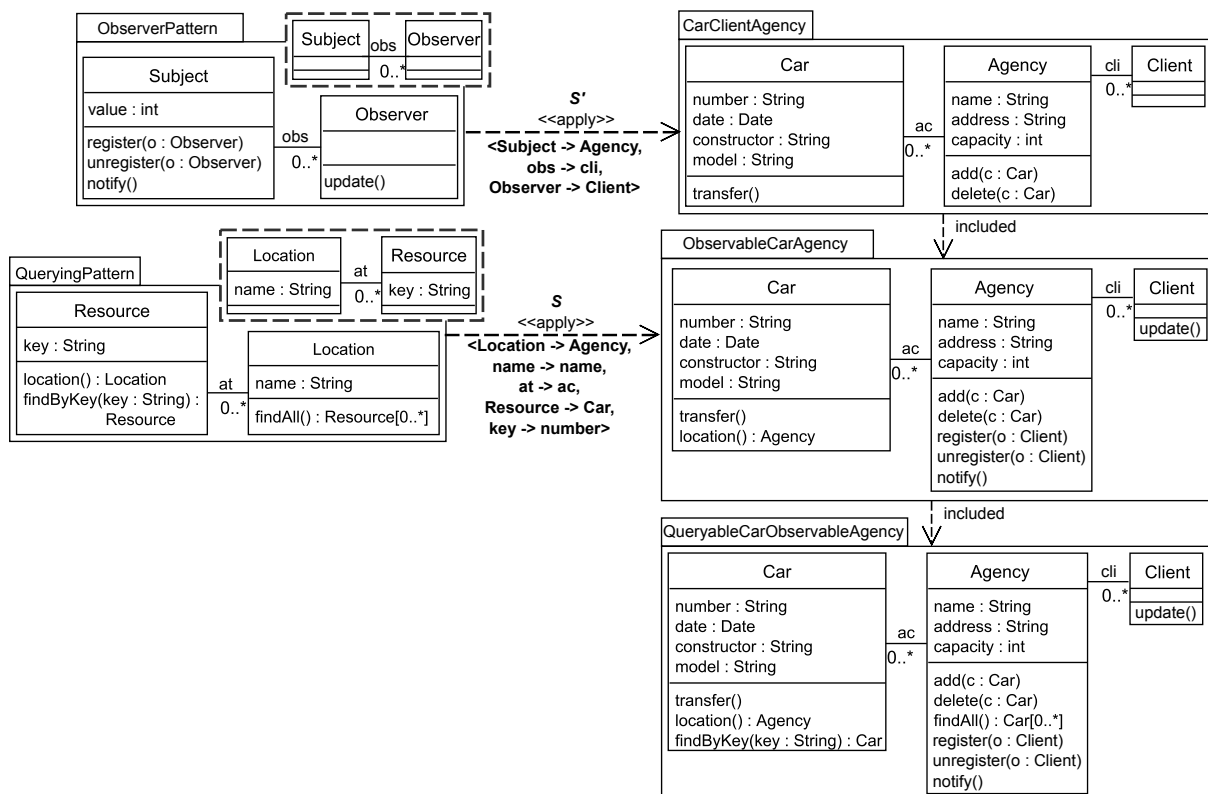 ObserverPattern
Subject
obs
0..*
Observer
Subject
value : int
register(o : Observer)
unregister(o : Observer)
notify()
obs
0..*
Observer
update()
S'
<<apply>>
<Subject -> Agency,
obs -> cli,
Observer -> Client>
CarClientAgency
Car
number : String
date : Date
constructor : String
model : String
transfer()
ac
0..*
Agency
name : String
address : String
capacity : int
add(c : Car)
delete(c : Car)
cli
0..*
Client
included
QueryingPattern
Location
name : String
at
0..*
Resource
key : String
Resource
key : String
location() : Location
findByKey(key : String) :
Resource
at
0..*
Location
name : String
findAll() : Resource[0..*]
S
<<apply>>
<Location -> Agency,
name -> name,
at -> ac,
Resource -> Car,
key -> number>
ObservableCarAgency
Car
number : String
date : Date
constructor : String
model : String
transfer()
location() : Agency
ac
0..*
Agency
name : String
address : String
capacity : int
add(c : Car)
delete(c : Car)
register(o : Client)
unregister(o : Client)
notify()
cli
0..*
Client
update()
included
QueryableCarObservableAgency
Car
number : String
date : Date
constructor : String
model : String
transfer()
location() : Agency
findByKey(key : String) : Car
ac
0..*
Agency
name : String
address : String
capacity : int
add(c : Car)
delete(c : Car)
findAll() : Car[0..*]
register(o : Client)
unregister(o : Client)
notify()
cli
0..*
Client
update()